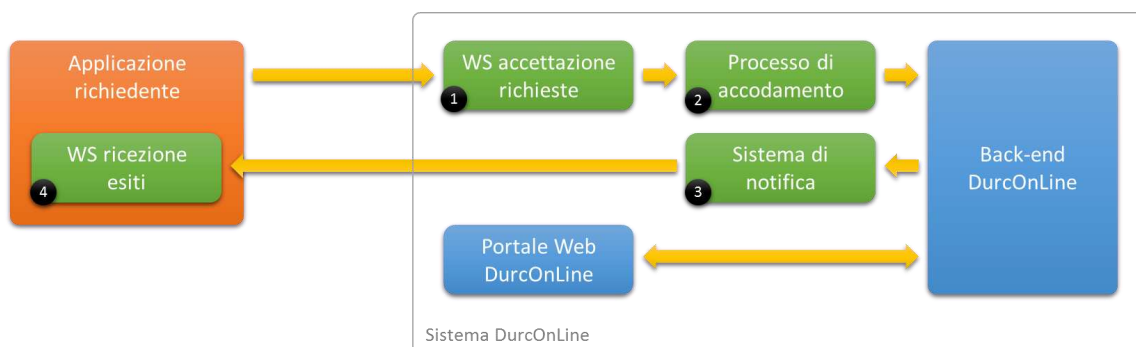 Applicazione
richiedente
WS accettazione
richieste
1
Processo di
accodamento
2
WS ricezione
esiti
4
Sistema di
notifica
3
Back-end
DurcOnLine
Portale Web
DurcOnLine
Sistema DurcOnLine